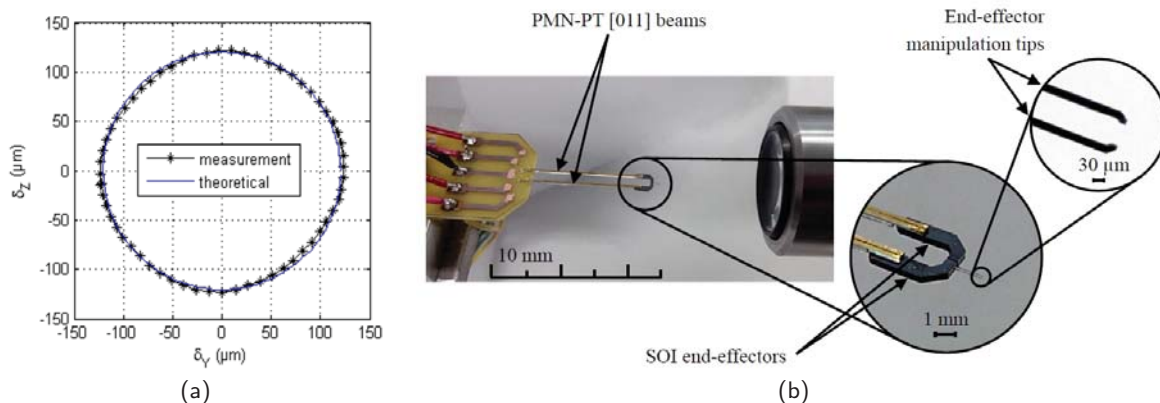 150
100
50
0
-50
-100
-150
-150 -100 -50 0 50 100 150
δZ (µm)
δY (µm)
measurement
theoretical
(a)
PMN-PT [011] beams
End-effector
manipulation tips
30 µm
10 mm
1 mm
SOI end-effectors
(b)